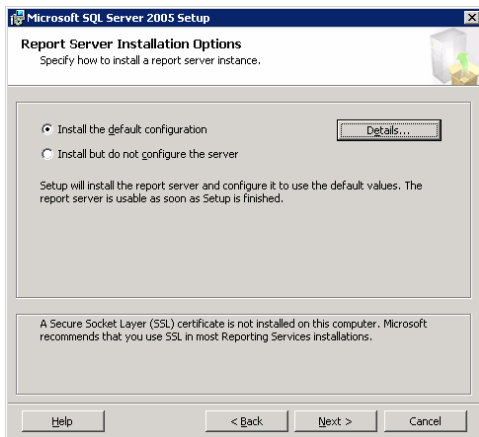 Microsoft SQL Server 2005 Setup
Report Server Installation Options
Specify how to install a report server instance.
Install the default configuration
Details...
Install but do not configure the server
Setup will install the report server and configure it to use the default values. The
report server is usable as soon as Setup is finished.
A Secure Socket Layer (SSL) certificate is not installed on this computer. Microsoft
recommends that you use SSL in most Reporting Services installations.
Help
< Back
Next >
Cancel